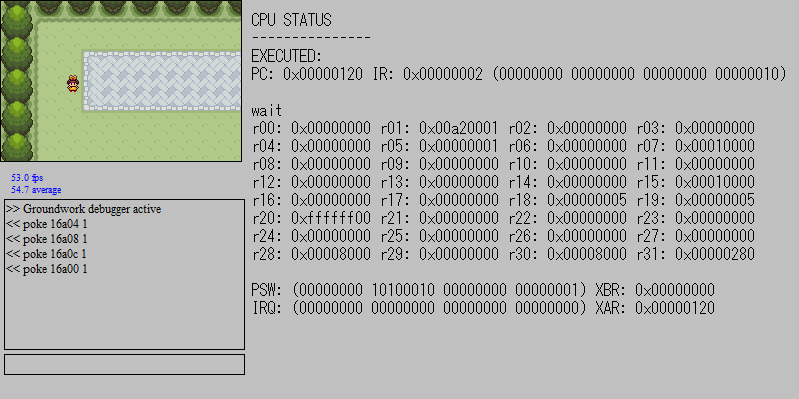 CPU STATUS
---------------
EXECUTED:
PC: 0x00000120 IR: 0x00000002 (00000000 00000000 00000000 00000010)
wait
r00: 0x00000000 r01: 0x00a20001 r02: 0x00000000 r03: 0x00000000
r04: 0x00000000 r05: 0x00000001 r06: 0x00000000 r07: 0x00010000
r08: 0x00000000 r09: 0x00000000 r10: 0x00000000 r11: 0x00000000
r12: 0x00000000 r13: 0x00000000 r14: 0x00000000 r15: 0x00010000
r16: 0x00000000 r17: 0x00000000 r18: 0x00000005 r19: 0x00000005
r20: 0xffffff00 r21: 0x00000000 r22: 0x00000000 r23: 0x00000000
r24: 0x00000000 r25: 0x00000000 r26: 0x00000000 r27: 0x00000000
r28: 0x00008000 r29: 0x00000000 r30: 0x00008000 r31: 0x00000280
PSW: (00000000 10100010 00000000 00000001) XBR: 0x00000000
IRQ: (00000000 00000000 00000000 00000000) XAR: 0x00000120
53.0 fps
54.7 average
>> Groundwork debugger active
<< poke 16a04 1
<< poke 16a08 1
<< poke 16a0c 1
<< poke 16a00 1